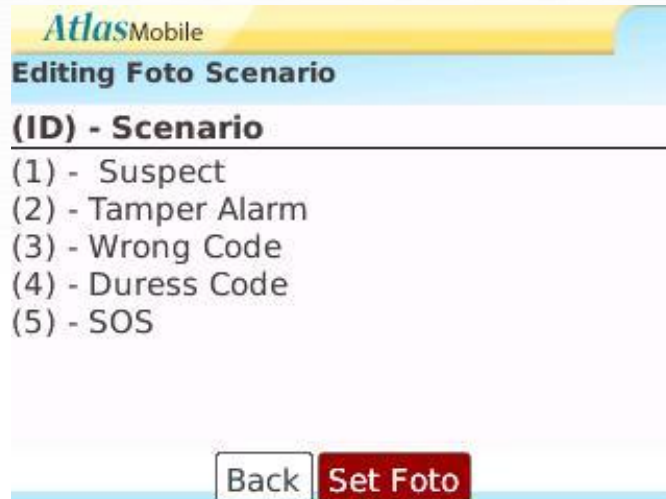 AtlasMobile
Editing Foto Scenario
(ID) - Scenario
(1) - Suspect
(2) - Tamper Alarm
(3) - Wrong Code
(4) - Duress Code
(5) - SOS
Back Set Foto